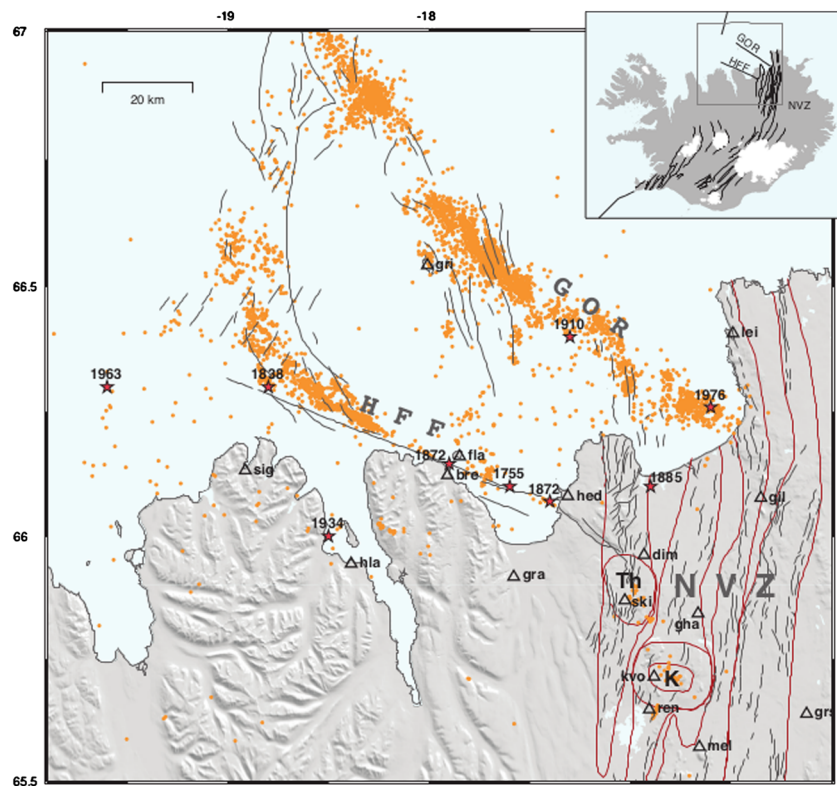 -19
-18
67
GOR
HFF
NVZ
20 km
gri
66.5
G O R
1910
lei
1963
1838
1976
H F F
1872
fla
sig
bre
1755
1872
1885
hed
gil
66
1934
hla
dim
gra
Th
N V Z
ski
gha
kvo
K
ren
grs
mel
65.5